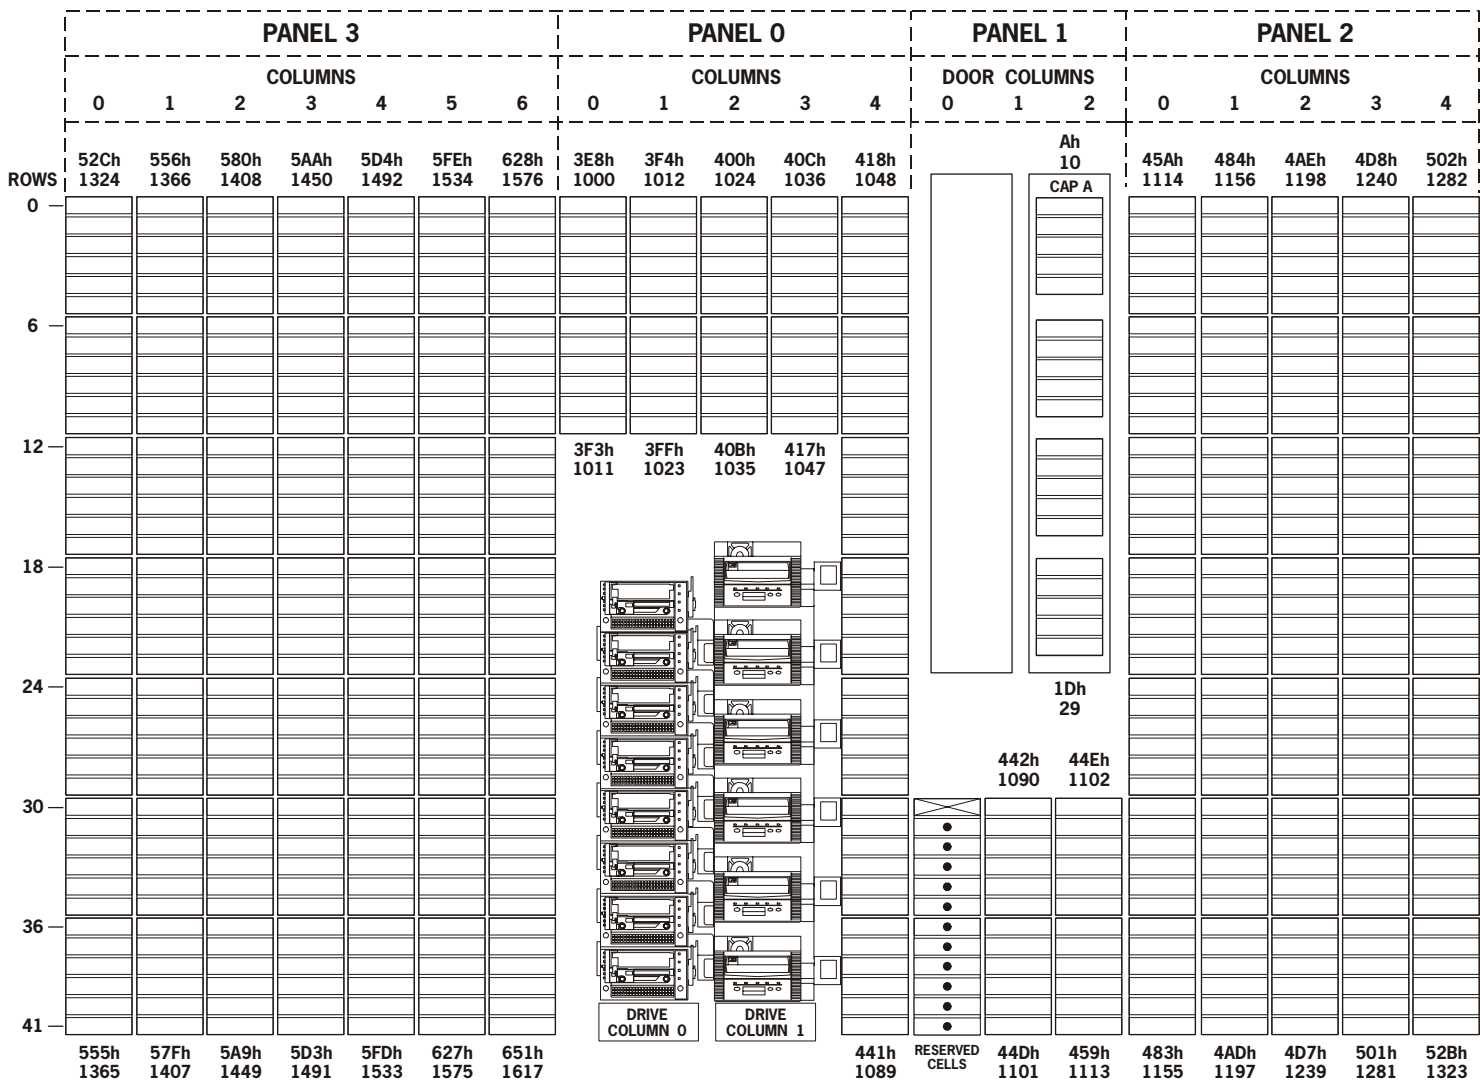 PANEL 3 PANEL 0 PANEL 1 PANEL 2
COLUMNS COLUMNS DOOR COLUMNS COLUMNS
0 1 2 3 4 5 6 0 1 2 3 4 0 1 2 0 1 2 3 4
Ah
10
52Ch 556h 580h 5AAh 5D4h 5FEh 628h 3E8h 3F4h 400h 40Ch 418h 45Ah 484h 4AEh 4D8h 502h
ROWS 1324 1366 1408 1450 1492 1534 1576 1000 1012 1024 1036 1048 1114 1156 1198 1240 1282
CAP A
0
6
12
3F3h 3FFh 40Bh 417h
1011 1023 1035 1047
18
24
1Dh
29
442h 44Eh
1090 1102
30
36
41
DRIVE COLUMN 0
DRIVE COLUMN 1
555h 57Fh 5A9h 5D3h 5FDh 627h 651h 441h RESERVED CELLS 44Dh 459h 483h 4ADh 4D7h 501h 52Bh
1365 1407 1449 1491 1533 1575 1617 1089 1101 1113 1155 1197 1239 1281 1323